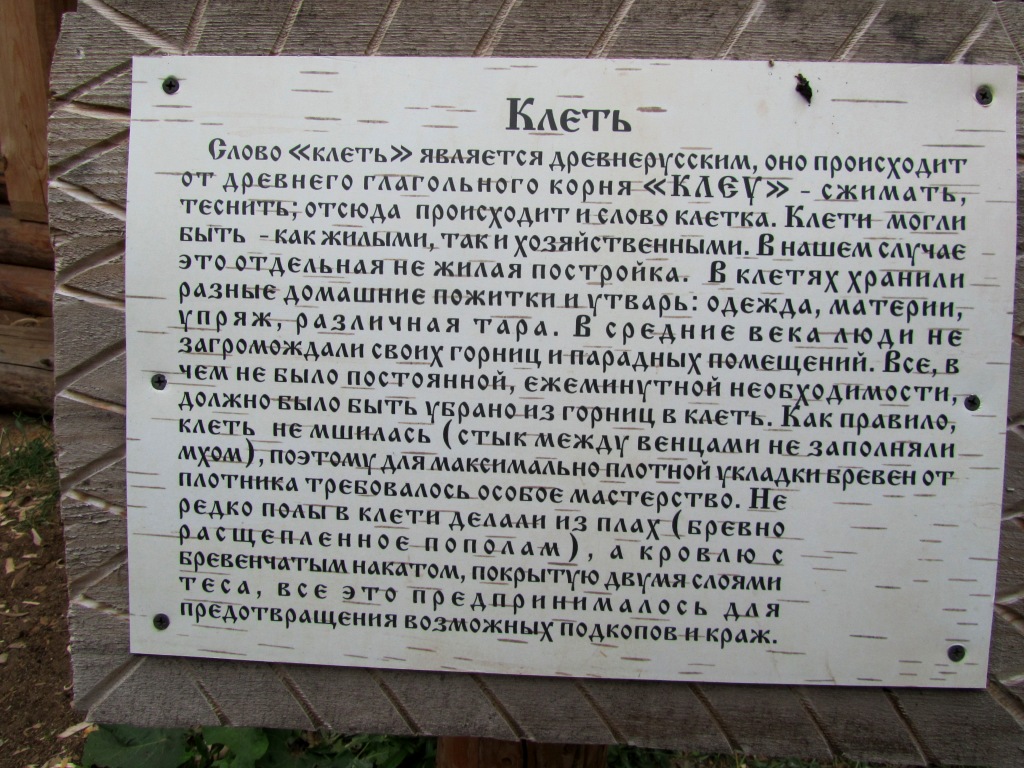 Клеть
Слово «клеть» является древнерусским, оно происходит
от древнего глагольного корня «КЛЕУ» - сжимать,
теснить; отсюда происходит и слово клетка. Клети могли
быть - как жилыми, так и хозяйственными. В нашем случае
это отдельная не жилая постройка. В клетях хранили
разные домашние пожитки и утварь: одежда, материи,
упряж, различная тара. В средние века люди не
загромождали своих горниц и парадных помещений. Все, в
чем не было постоянной, ежеминутной необходимости,
должно было быть убрано из горниц в клеть. Как правило,
клеть не мшилась (стык между венцами не заполняли
мхом), поэтому для максимально плотной укладки бревен от
плотника требовалось особое мастерство. Не
редко полы в клети делали из плах (бревно
расщепленное пополам), а кровлю с
бревенчатым накатом, покрытую двумя слоями
теса, все это предпринималось для
предотвращения возможных подкопов и краж.